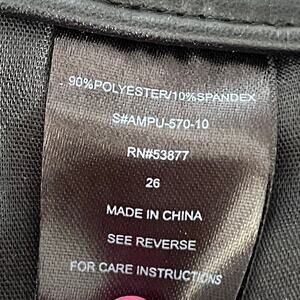 90%POLYESTER/10%SPANDEX
S#AMPU-570-10
RN#53877
26
MADE IN CHINA
SEE REVERSE
FOR CARE INSTRUCTIONS